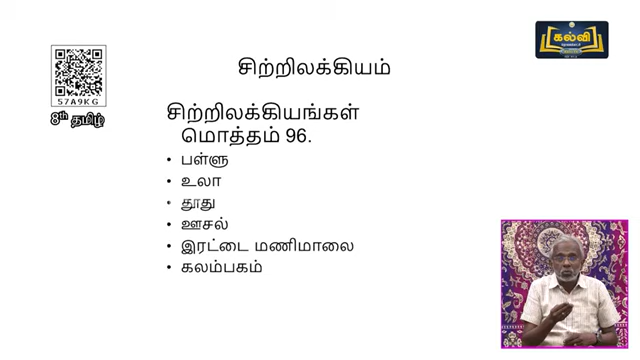 கல்வி
சிற்றிலக்கியம்
57A9KG
8th தமிழ்
சிற்றிலக்கியங்கள்
மொத்தம் 96.
• பள்ளு
• உலா
• தூது
• ஊசல்
• இரட்டை மணிமாலை
• கலம்பகம்